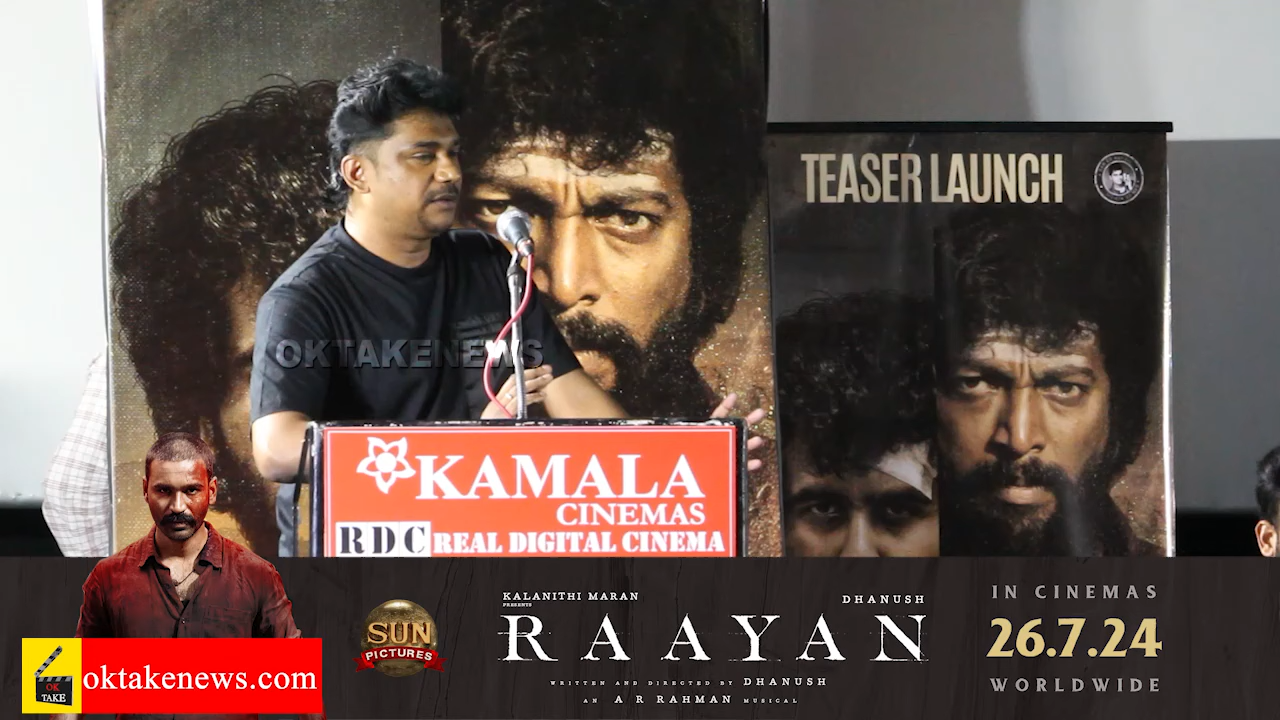 TEASER LAUNCH
OKTAKENEWS
KAMALA
CINEMAS
RDC REAL DIGITAL CINEMA
KALANITHI MARAN
PRESENTS
DHANUSH
SUN
PICTURES
RAAYAN
WRITTEN AND DIRECTED BY DHANUSH
AN A R RAHMAN MUSICAL
IN CINEMAS
26.7.24
WORLDWIDE
OK
TAKE
oktakenews.com